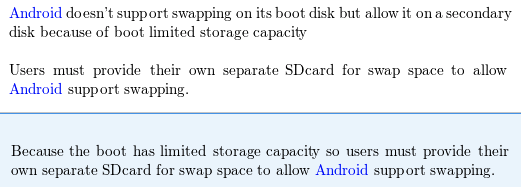 Android doesn't support swapping on its boot disk but allow it on a secondary
disk because of boot limited storage capacity
Users must provide their own separate SDcard for swap space to allow
Android support swapping.
Because the boot has limited storage capacity so users must provide their
own separate SDcard for swap space to allow Android support swapping.